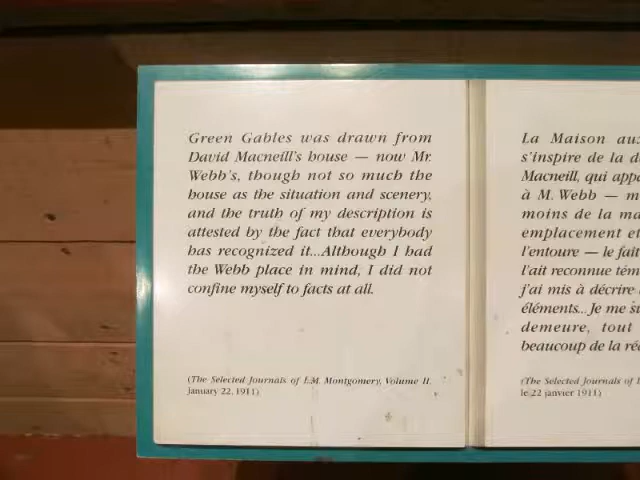 Green Gables was drawn from
David Macneill's house — now Mr.
Webb's, though not so much the
house as the situation and scenery,
and the truth of my description is
attested by the fact that everybody
has recognized it...Although I had
the Webb place in mind, I did not
confine myself to facts at all.
(The Selected Journals of L.M. Montgomery, Volume II.
January 22, 1911)
La Maison aux
s'inspire de la
Macneill, qui
à M. Webb — 
moins de la
emplacement et
l'entoure — le fait
l'ait reconnue
j'ai mis à décrire
éléments... Je me
demeure, tout
beaucoup de la
(The Selected Journals of
le 22 janvier 1911)